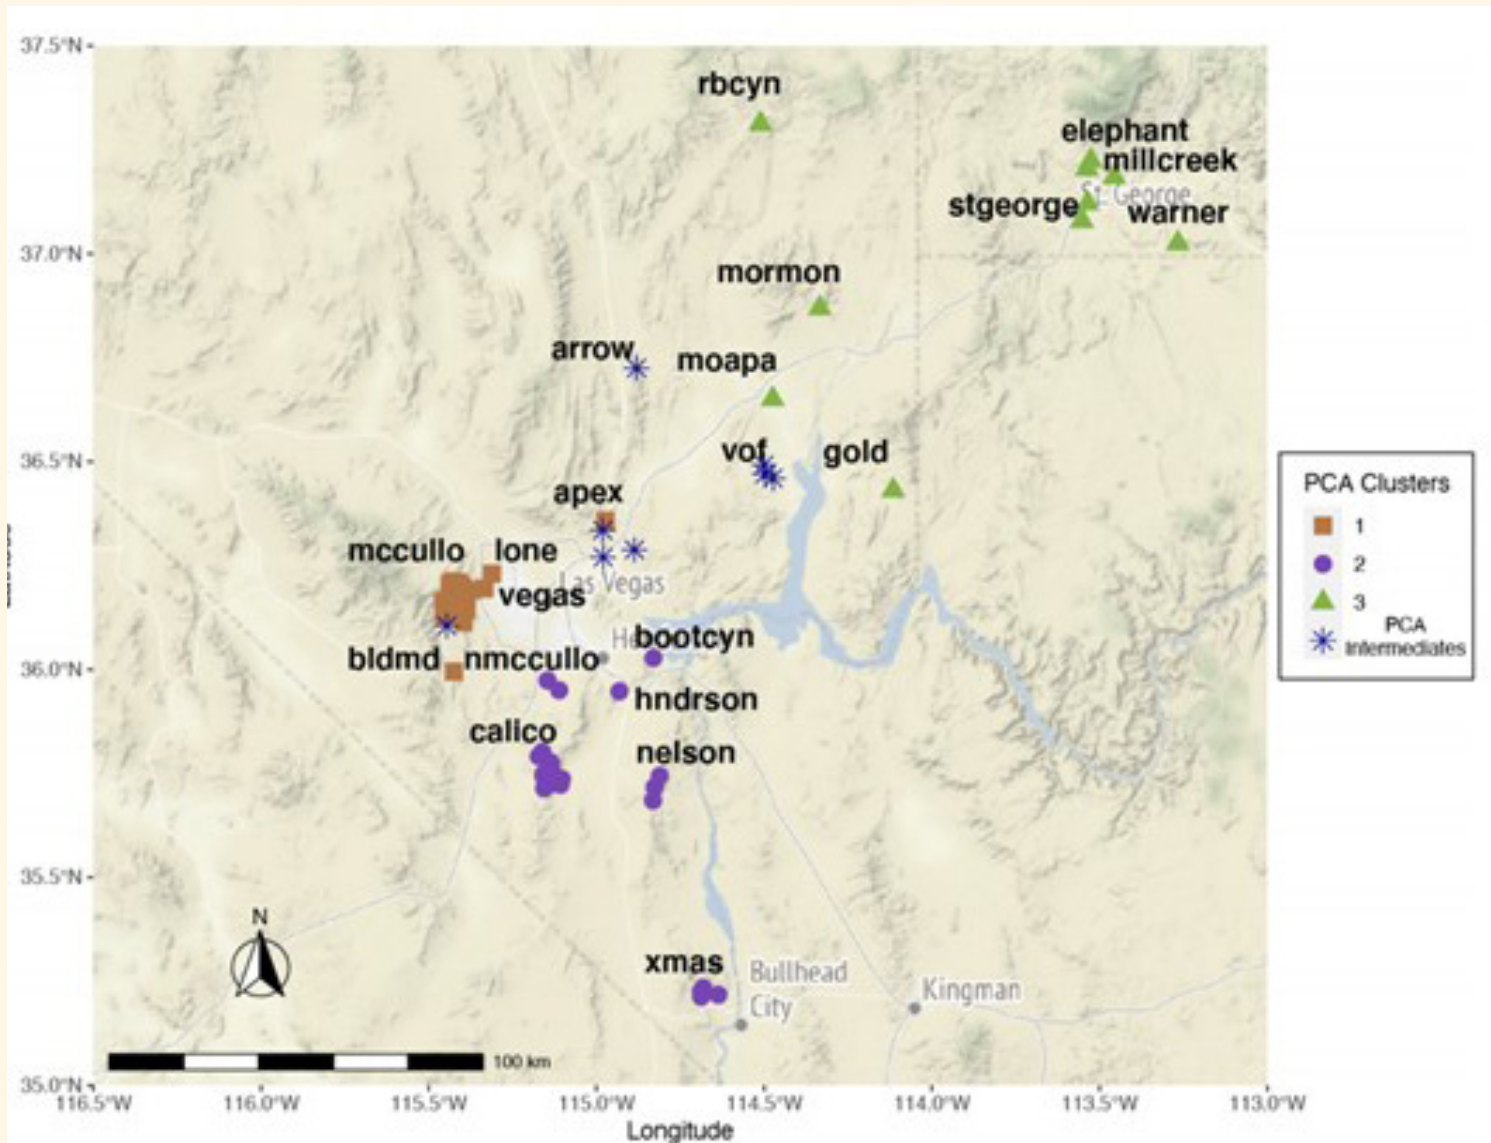 37.5°N
37.0°N
36.5°N
36.0°N
35.5°N
35.0°N
rbcyn
elephant
millcreek
St. George
stgeorge
warner
mormon
arrow
moapa
vof
gold
apex
mccullo
lone
Las Vegas
vegas
bootcyn
bldmd
nmccullo
He
hndrson
calico
nelson
xmas
Bullhead
City
Kingman
N
100 km
116.5°W
116.0°W
115.5°W
115.0°W
114.5°W
114.0°W
113.5°W
113.0°W
Longitude
PCA Clusters
1
2
3
PCA
Intermediates